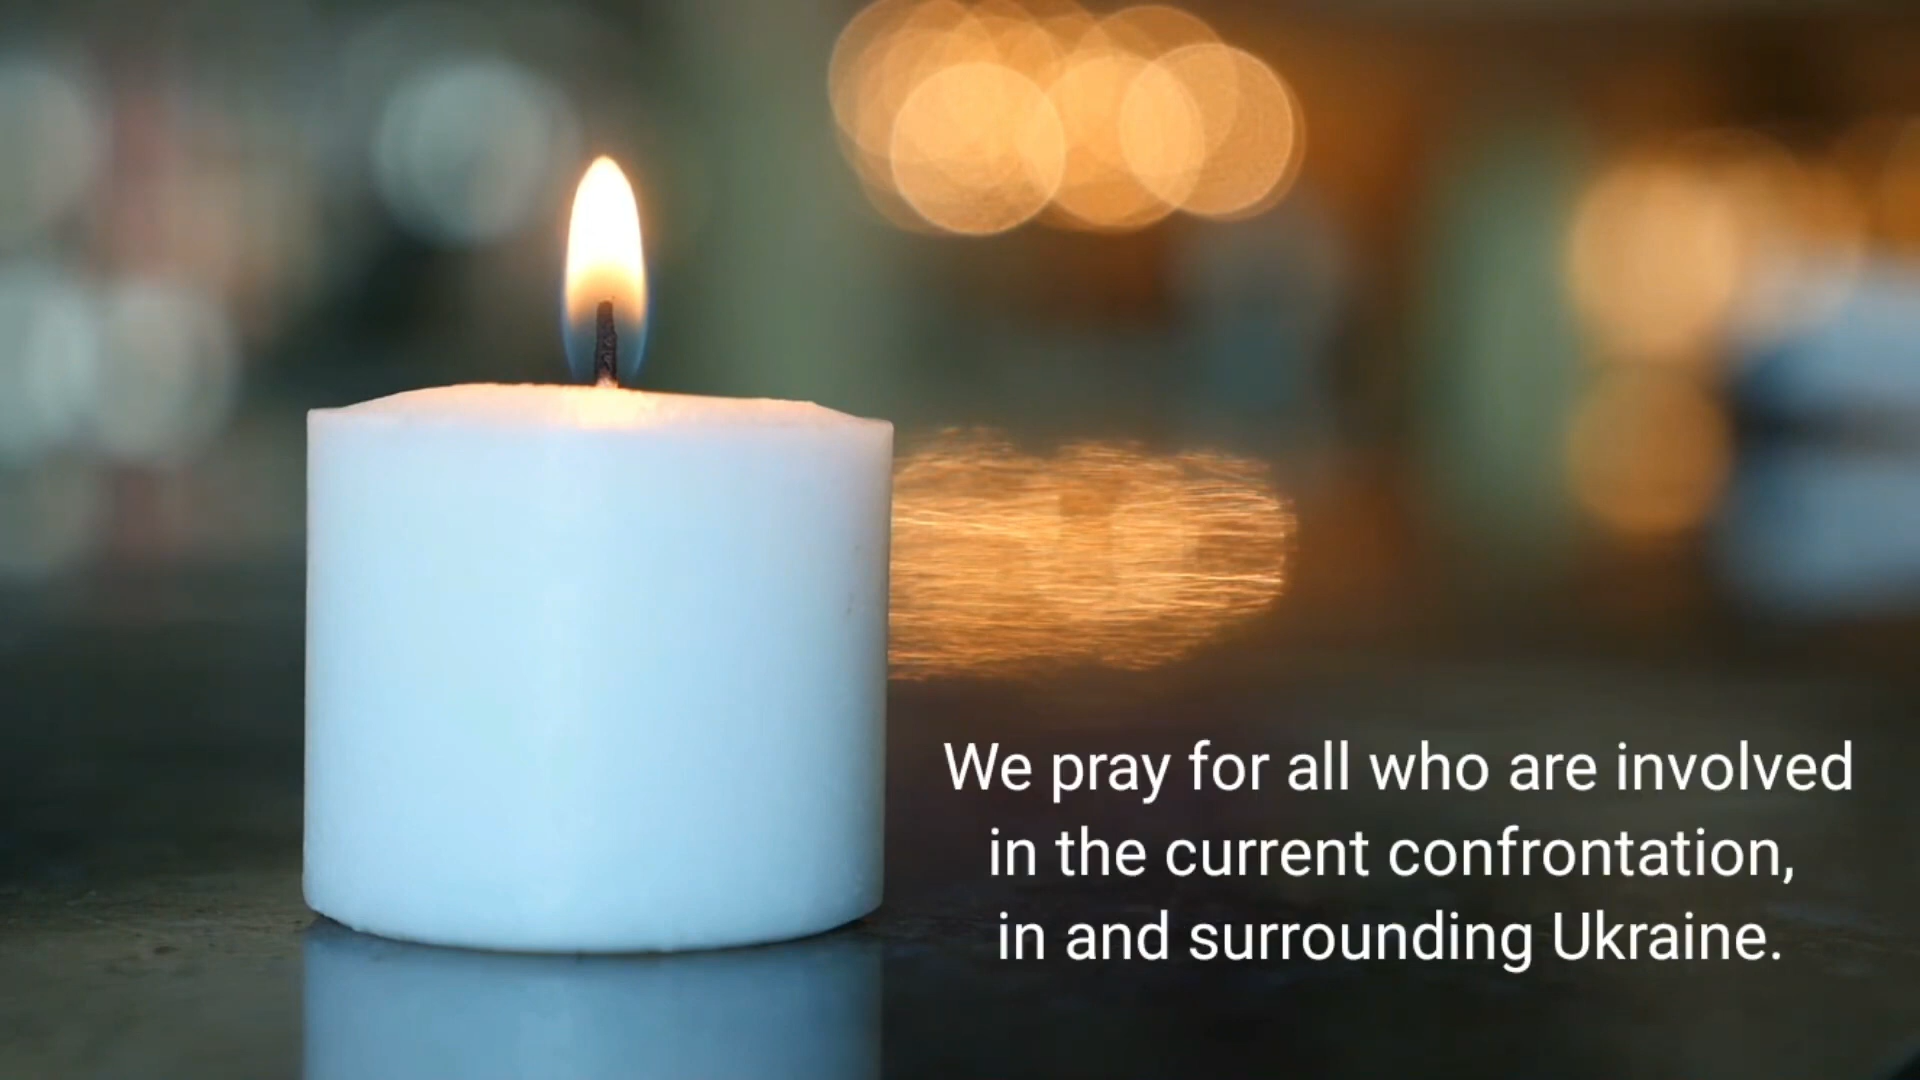 We pray for all who are involved
in the current confrontation,
in and surrounding Ukraine.